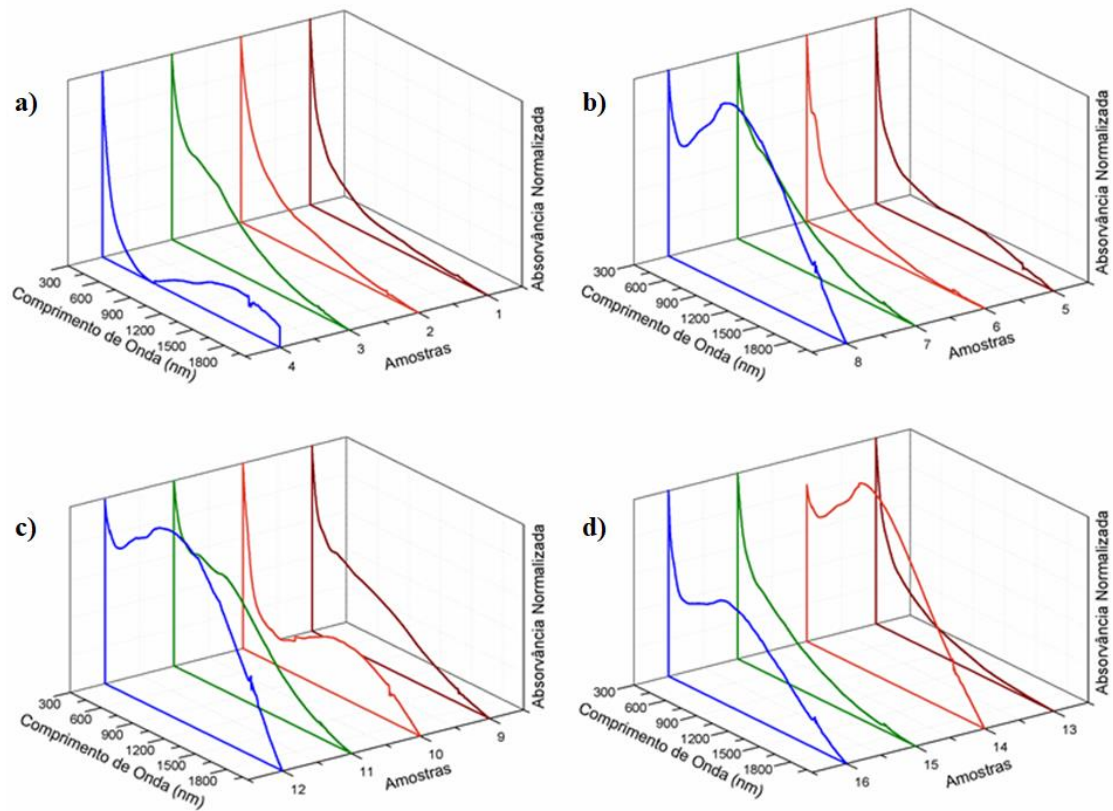 a)
Absorvância Normalizada
300
600
900
1200
1500
1800
Comprimento de Onda (nm)
4
3
2
1
Amostras
b)
Absorvância Normalizada
300
600
900
1200
1500
1800
Comprimento de Onda (nm)
8
7
6
5
Amostras
c)
Absorvância Normalizada
300
600
900
1200
1500
1800
Comprimento de Onda (nm)
12
11
10
9
Amostras
d)
Absorvância Normalizada
300
600
900
1200
1500
1800
Comprimento de Onda (nm)
16
15
14
13
Amostras